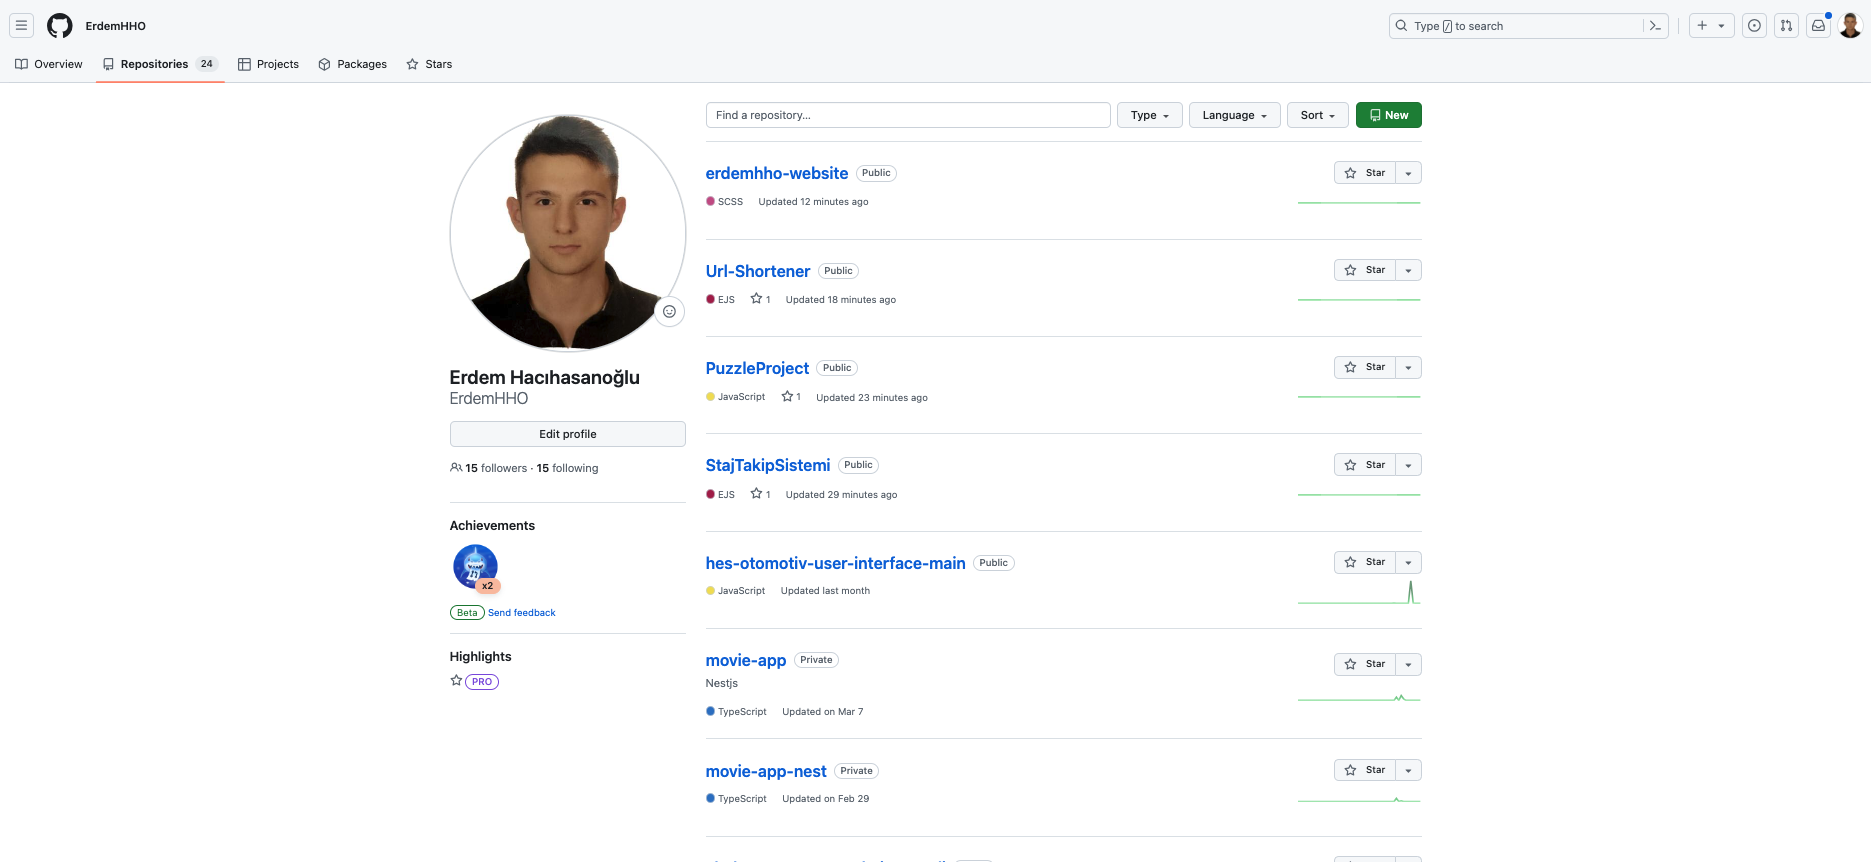 ErdemHHO
Type / to search
Overview
Repositories 24
Projects
Packages
Stars
Find a repository...
Type
Language
Sort
New
Erdem Hacıhasanoğlu
ErdemHHO
Edit profile
15 followers · 15 following
Achievements
x2
Beta Send feedback
Highlights
PRO
erdemhho-website Public
Star
SCSS Updated 12 minutes ago
Url-Shortener Public
Star
EJS 1 Updated 18 minutes ago
PuzzleProject Public
Star
JavaScript 1 Updated 23 minutes ago
StajTakipSistemi Public
Star
EJS 1 Updated 29 minutes ago
hes-otomotiv-user-interface-main Public
Star
JavaScript Updated last month
movie-app Private
Star
Nestjs
TypeScript Updated on Mar 7
movie-app-nest Private
Star
TypeScript Updated on Feb 29